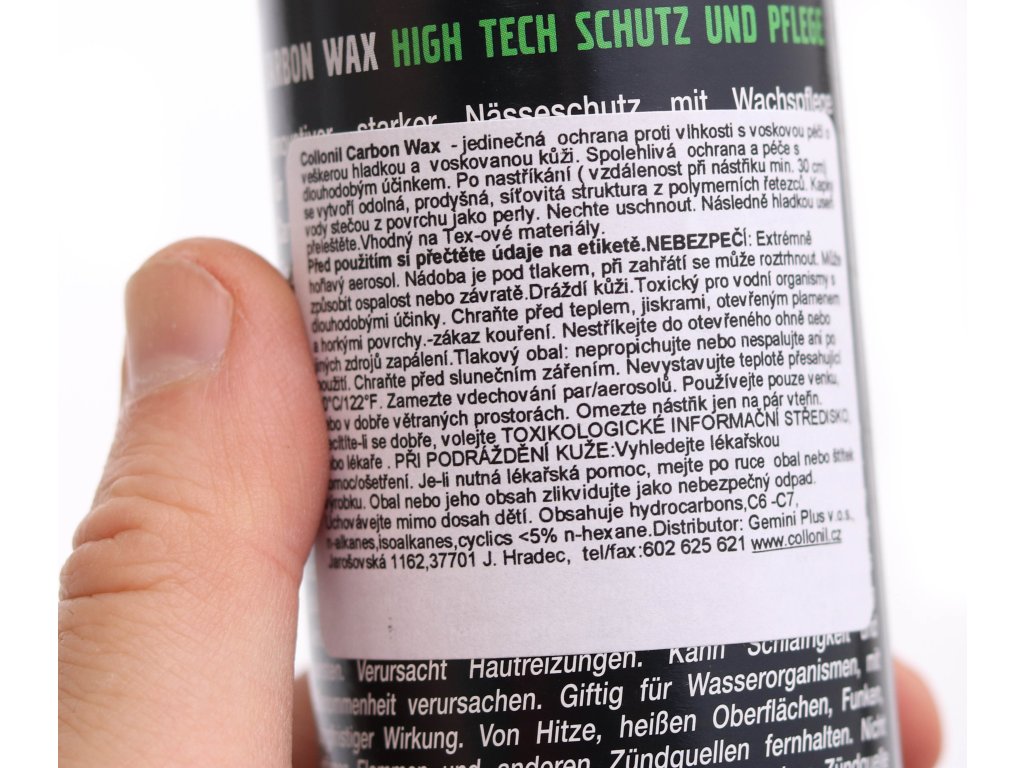 CARBON WAX HIGH TECH SCHUTZ UND PFLEGE
starker Nässeschutz mit Wachspflege
Collonil Carbon Wax - jedinečná ochrana proti vlhkosti s voskovou péčí o
veškerou hladkou a voskovanou kůži. Spolehlivá ochrana a péče s
dlouhodobým účinkem. Po nastříkání ( vzdálenost při nástřiku min. 30 cm)
se vytvoří odolná, prodyšná, síťovitá struktura z polymerních řetezců. Kapky
vody stečou z povrchu jako perly. Nechte uschnout. Následně hladkou useň
přeleštěte.Vhodný na Tex-ové materiály.
Před použitím si přečtěte údaje na etiketě.NEBEZPEČÍ: Extrémně
hořlavý aerosol. Nádoba je pod tlakem, při zahřátí se může roztrhnout. Může
způsobit ospalost nebo závratě.Dráždí kůži.Toxický pro vodní organismy s
dlouhodobými účinky. Chraňte před teplem, jiskrami, otevřeným plamenem
a horkými povrchy.-zákaz kouření. Nestříkejte do otevřeného ohně nebo
jiných zdrojů zapálení.Tlakový obal: nepropichujte nebo nespalujte ani po
použití. Chraňte před slunečním zářením. Nevystavujte teplotě přesahující
0°C/122°F. Zamezte vdechování par/aerosolů. Používejte pouze venku,
nebo v dobře větraných prostorách. Omezte nástřik jen na pár vteřin.
necítíte-li se dobře, volejte TOXIKOLOGICKÉ INFORMAČNÍ STŘEDISKO,
nebo lékaře . PŘI PODRÁŽDĚNÍ KUŽE:Vyhledejte lékařskou
pomoc/ošetření. Je-li nutná lékařská pomoc, mejte po ruce obal nebo štítek
výrobku. Obal nebo jeho obsah zlikvidujte jako nebezpečný odpad.
Uchovávejte mimo dosah dětí. Obsahuje hydrocarbons,C6 -C7,
n-alkanes,isoalkanes,cyclics <5% n-hexane.Distributor: Gemini Plus v.o.s.,
Jarošovská 1162,37701 J. Hradec, tel/fax:602 625 621 www.collonil.cz
Verursacht Hautreizungen. Kann Schläfrigkeit und
verursachen. Giftig für Wasserorganismen, mit
Wirkung. Von Hitze, heißen Oberflächen, Funken,
Flammen und anderen Zündquellen fernhalten. Nicht
Zündquelle